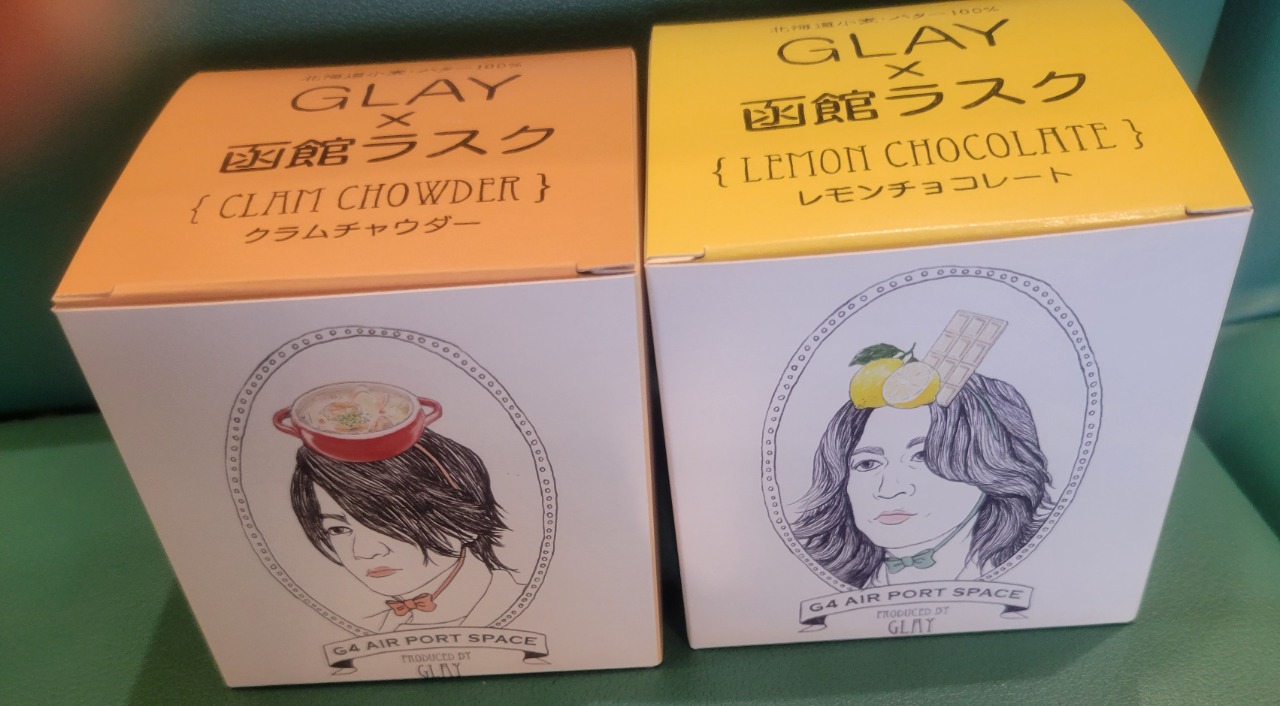 北海道小麦・バター100%
GLAY
×
函館ラスク
{ CLAM CHOWDER }
クラムチャウダー
G4 AIR PORT SPACE
PRODUCED BY
GLAY
北海道小麦・バター100%
GLAY
×
函館ラスク
{ LEMON CHOCOLATE }
レモンチョコレート
G4 AIR PORT SPACE
PRODUCED BY
GLAY